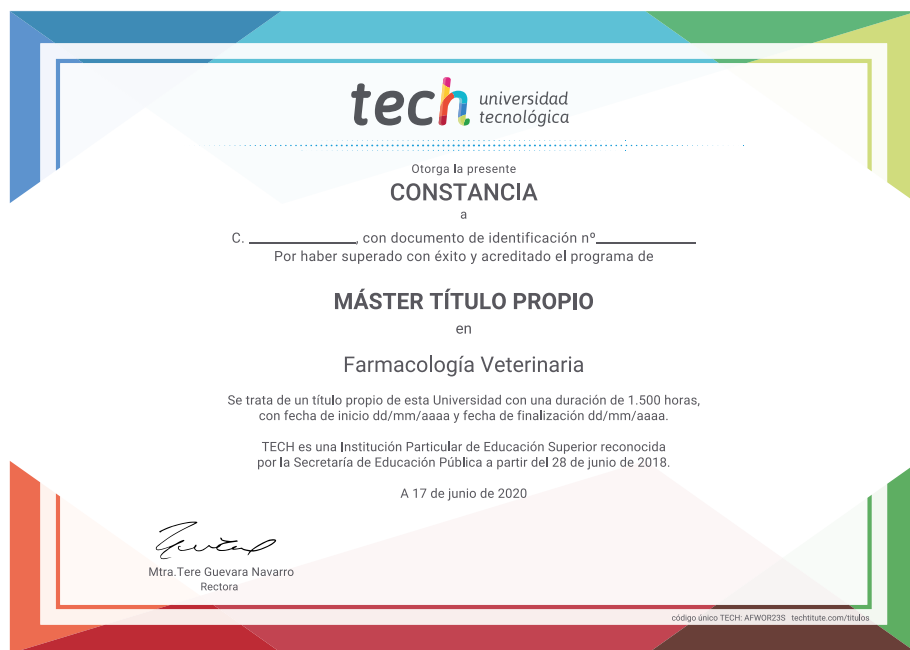 tech universidad
tecnológica
Otorga la presente
CONSTANCIA
a
C. ____________, con documento de identificación nº____________
Por haber superado con éxito y acreditado el programa de
MÁSTER TÍTULO PROPIO
en
Farmacología Veterinaria
Se trata de un título propio de esta Universidad con una duración de 1.500 horas,
con fecha de inicio dd/mm/aaaa y fecha de finalización dd/mm/aaaa.
TECH es una Institución Particular de Educación Superior reconocida
por la Secretaría de Educación Pública a partir del 28 de junio de 2018.
A 17 de junio de 2020
Mtra.Tere Guevara Navarro
Rectora
código único TECH: AFWOR23S techtitute.com/titulos